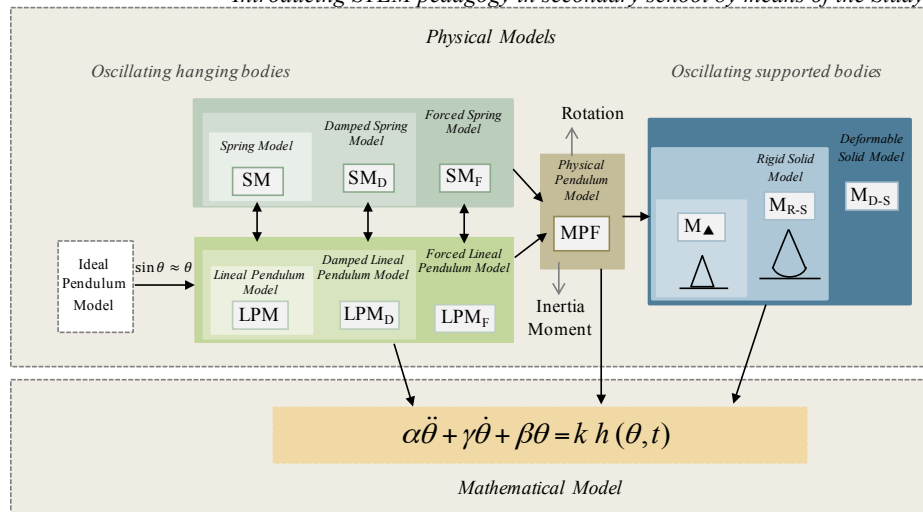 Introducing STEM pedagogy in secondary school by means of the Study
Physical Models
Oscillating hanging bodies
Oscillating supported bodies
Spring Model
SM
Damped Spring
Model
SM_D
Forced Spring
Model
SM_F
Rotation
Physical
Pendulum
Model
MPF
Inertia
Moment
Rigid Solid
Model
M_R-S
Deformable
Solid Model
M_D-S
M▲
Ideal
Pendulum
Model
sin θ ≈ θ
Lineal Pendulum
Model
LPM
Damped Lineal
Pendulum Model
LPM_D
Forced Lineal
Pendulum Model
LPM_F
αθ̈ + γθ̇ + βθ = k h (θ, t)
Mathematical Model